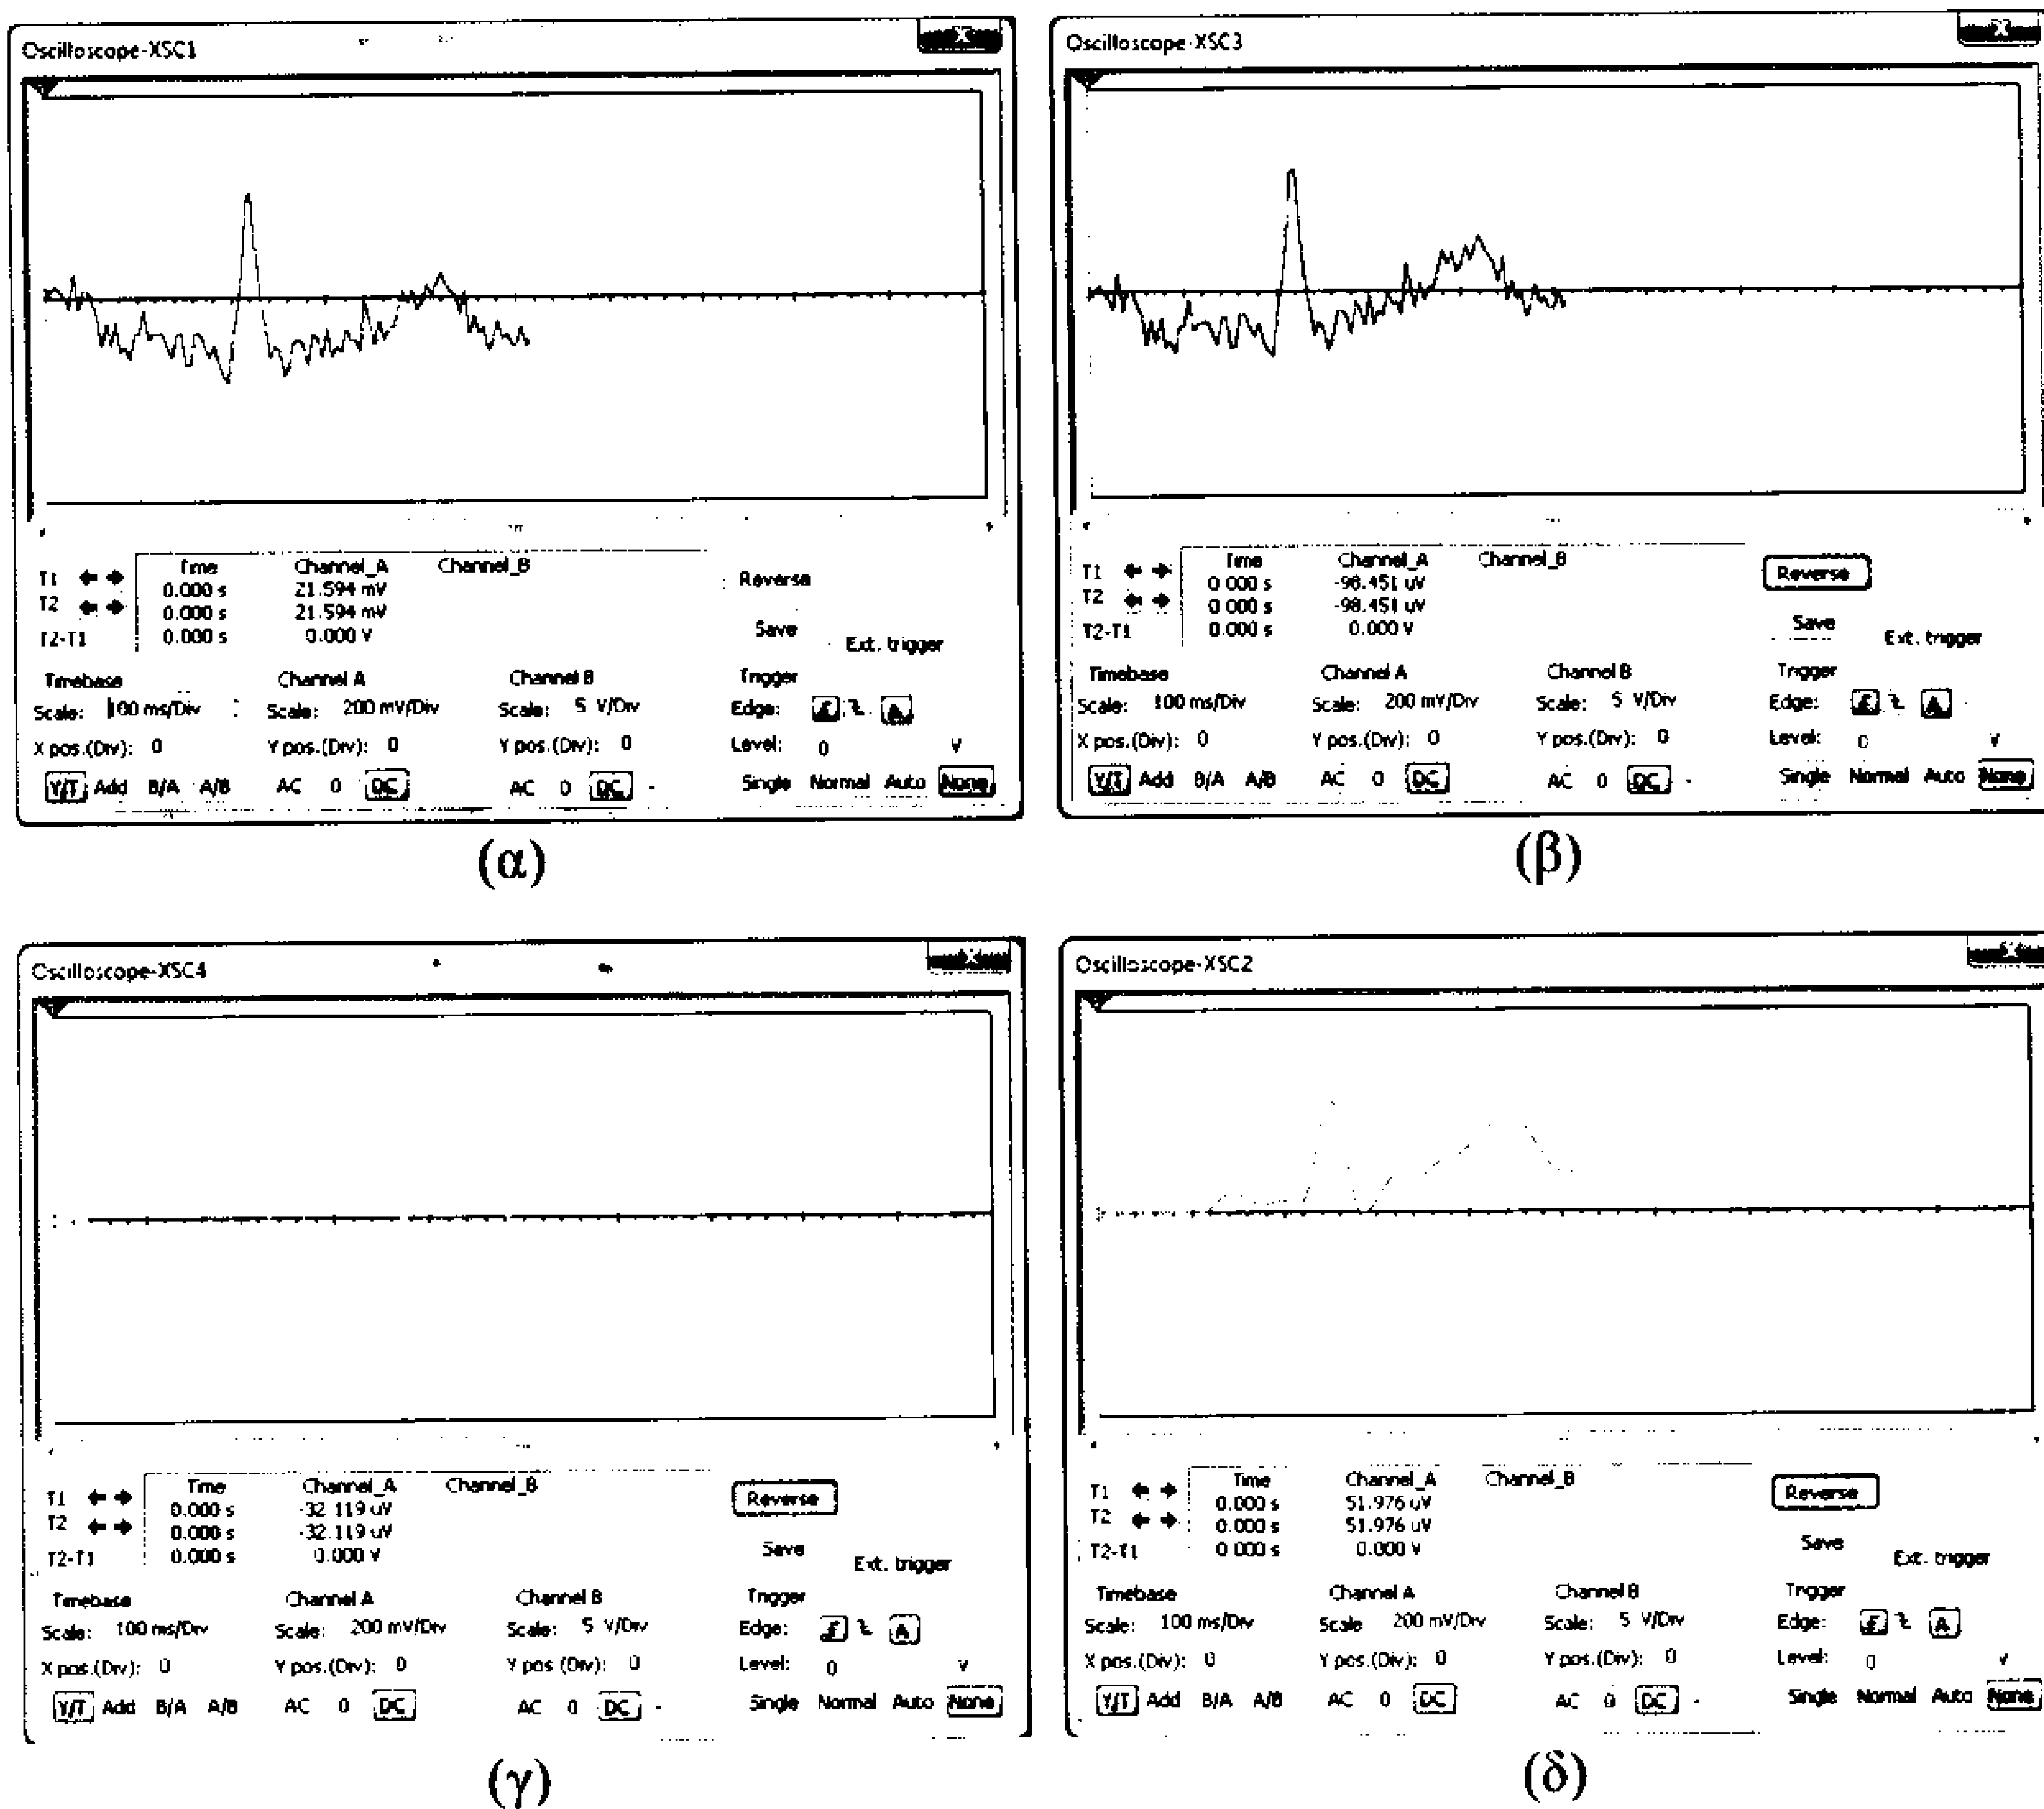 Oscilloscope-XSC1
Time Channel_A Channel_B
T1 0.000 s 21.594 mV
T2 0.000 s 21.594 mV
T2-T1 0.000 s 0.000 V
Reverse
Save
Ext. trigger
Timebase Channel A Channel B Trigger
Scale: 100 ms/Div Scale: 200 mV/Div Scale: 5 V/Div Edge: A
X pos.(Div): 0 Y pos.(Div): 0 Y pos.(Div): 0 Level: 0 V
Y/T Add B/A A/B AC 0 DC AC 0 DC - Single Normal Auto None
(α)
Oscilloscope-XSC3
Time Channel_A Channel_B
T1 0.000 s -98.451 uV
T2 0.000 s -98.451 uV
T2-T1 0.000 s 0.000 V
Reverse
Save
Ext. trigger
Timebase Channel A Channel B Trigger
Scale: 100 ms/Div Scale: 200 mV/Div Scale: 5 V/Div Edge: A
X pos.(Div): 0 Y pos.(Div): 0 Y pos.(Div): 0 Level: 0 V
Y/T Add B/A A/B AC 0 DC AC 0 DC - Single Normal Auto None
(β)
Oscilloscope-XSC4
Time Channel_A Channel_B
T1 0.000 s -32.119 uV
T2 0.000 s -32.119 uV
T2-T1 0.000 s 0.000 V
Reverse
Save
Ext. trigger
Timebase Channel A Channel B Trigger
Scale: 100 ms/Div Scale: 200 mV/Div Scale: 5 V/Div Edge: A
X pos.(Div): 0 Y pos.(Div): 0 Y pos.(Div): 0 Level: 0 V
Y/T Add B/A A/B AC 0 DC AC 0 DC - Single Normal Auto None
(γ)
Oscilloscope-XSC2
Time Channel_A Channel_B
T1 0.000 s 51.976 uV
T2 0.000 s 51.976 uV
T2-T1 0.000 s 0.000 V
Reverse
Save
Ext. trigger
Timebase Channel A Channel B Trigger
Scale: 100 ms/Div Scale 200 mV/Div Scale: 5 V/Div Edge: A
X pos.(Div): 0 Y pos.(Div): 0 Y pos.(Div): 0 Level: 0 V
Y/T Add B/A A/B AC 0 DC AC 0 DC - Single Normal Auto None
(δ)